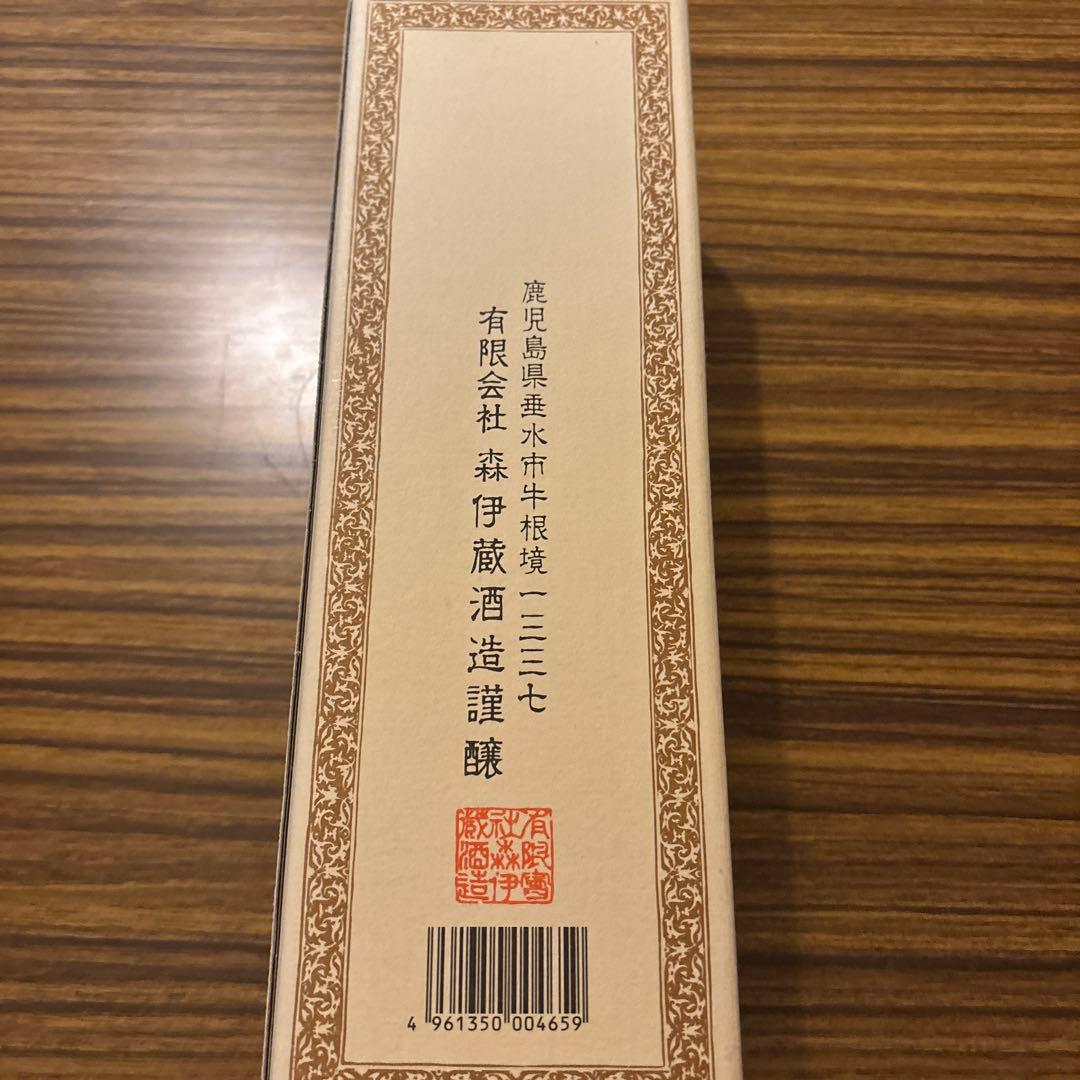 鹿児島県垂水市牛根境一三三七
有限会社 森伊蔵酒造謹醸
有限會
社森伊
蔵酒造
4 961350 004659